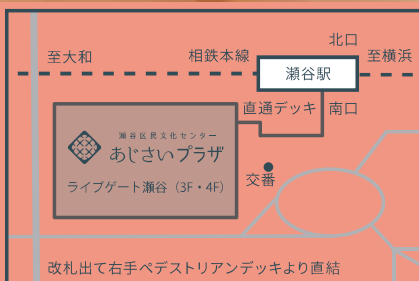 北口
至大和
相鉄本線
至横浜
瀬谷駅
直通デッキ
南口
瀬谷区民文化センター
あじさいプラザ
ライブゲート瀬谷（3F・4F）
交番
改札出て右手ペデストリアンデッキより直結